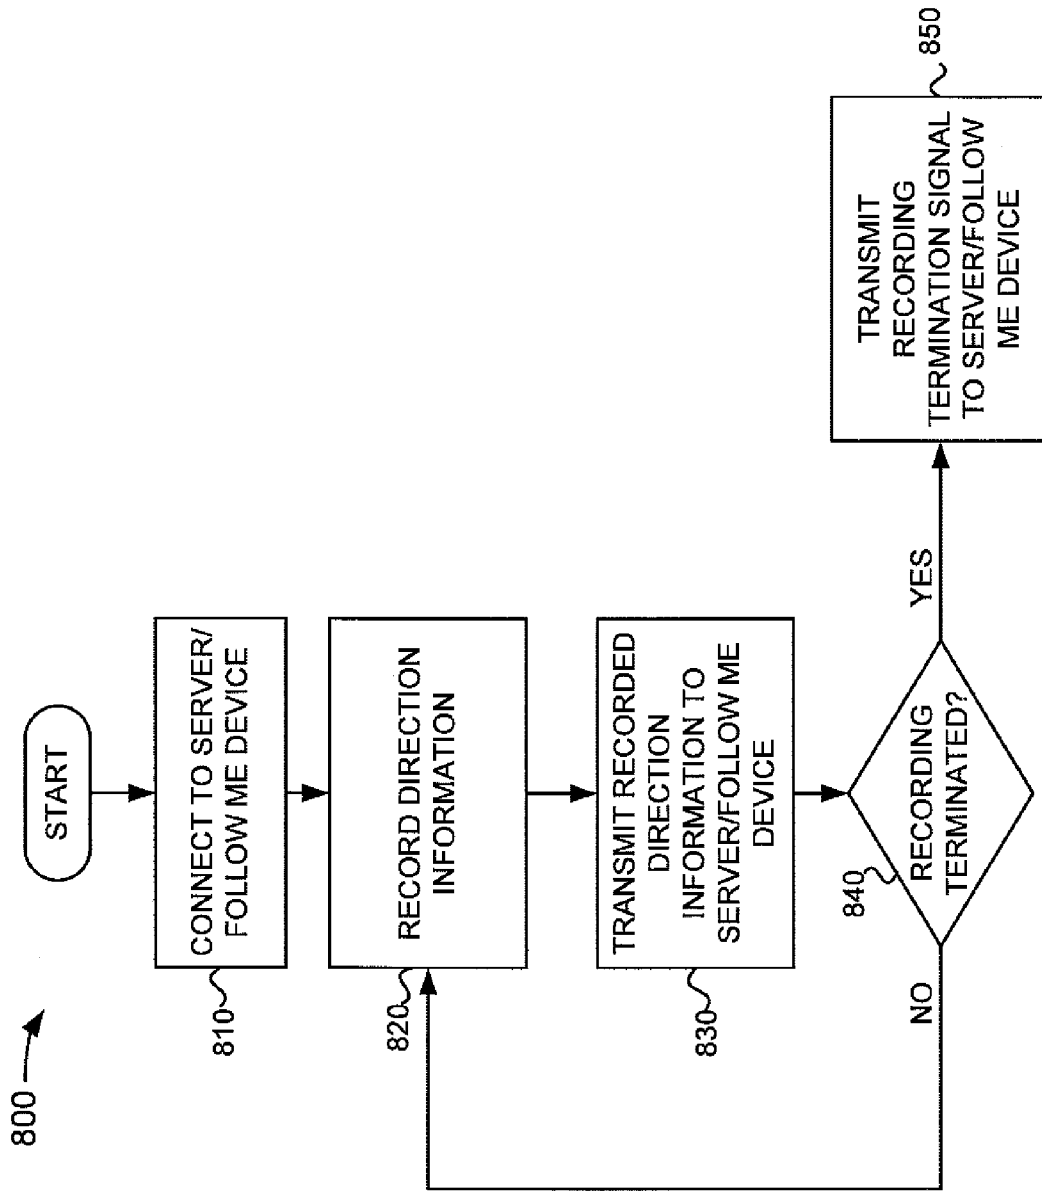 800
START
CONNECT TO SERVER/
FOLLOW ME DEVICE
810
RECORD DIRECTION
INFORMATION
820
TRANSMIT RECORDED
DIRECTION
INFORMATION TO
SERVER/FOLLOW ME
DEVICE
830
RECORDING
TERMINATED?
840
NO
YES
TRANSMIT
RECORDING
TERMINATION SIGNAL
TO SERVER/FOLLOW
ME DEVICE
850